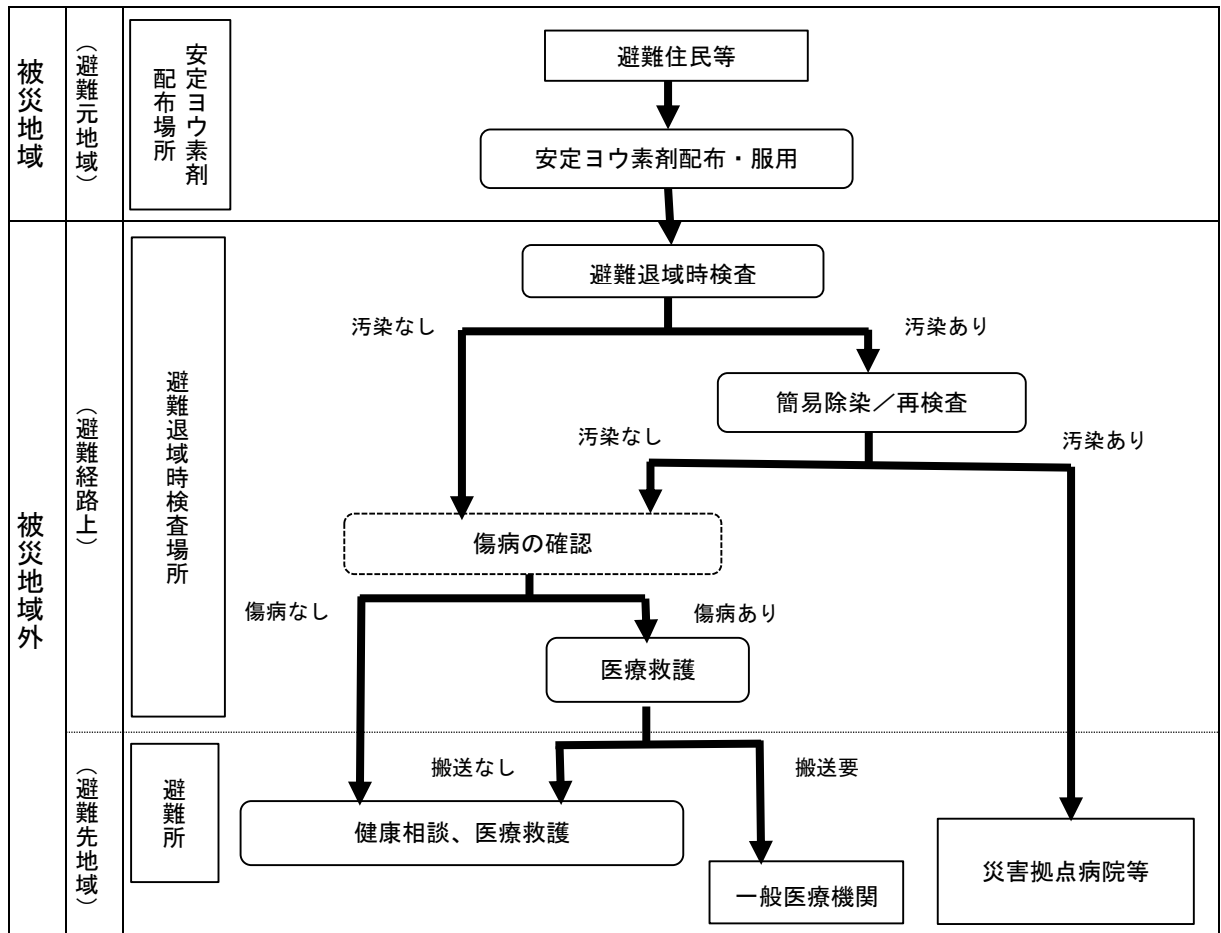 被災地域
（避難元地域）
安定ヨウ素剤
配布場所
避難住民等
安定ヨウ素剤配布・服用
被災地域外
（避難経路上）
避難退域時検査場所
避難退域時検査
汚染なし
汚染あり
簡易除染／再検査
汚染なし
汚染あり
傷病の確認
傷病なし
傷病あり
医療救護
（避難先地域）
避難所
搬送なし
搬送要
健康相談、医療救護
一般医療機関
災害拠点病院等